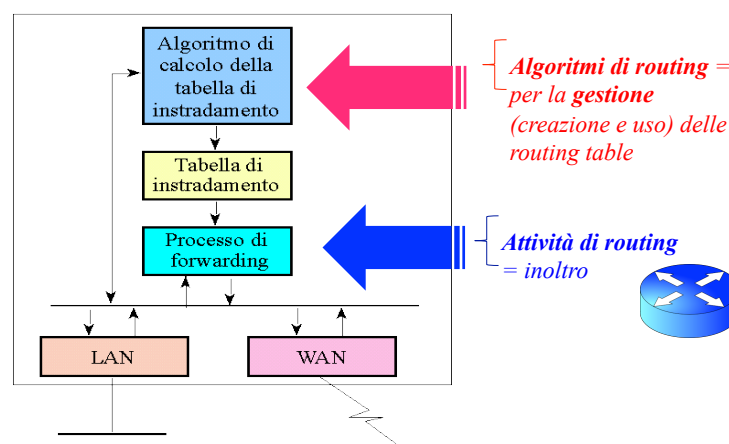 Algoritmo di
calcolo della
tabella di
instradamento
Tabella di
instradamento
Processo di
forwarding
LAN
WAN
Algoritmi di routing =
per la gestione
(creazione e uso) delle
routing table
Attività di routing
= inoltro